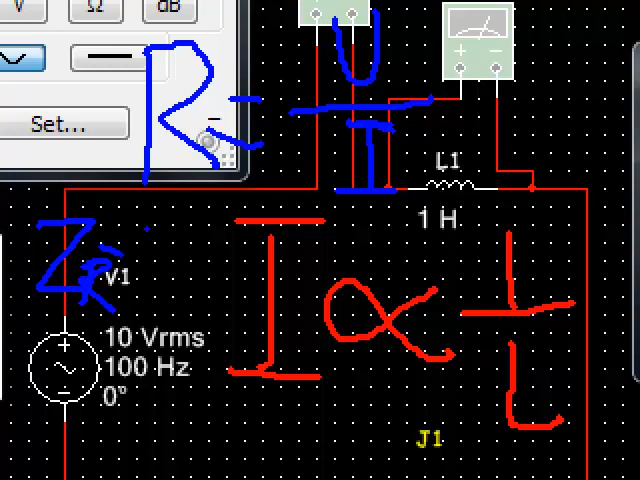 V Ω dB
Set...
R = U
I
L1
1 H
V1
10 Vrms
100 Hz
0°
I ∝ 1
L
J1